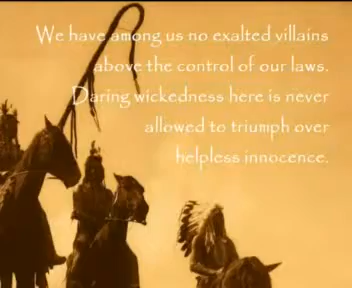 We have among us no exalted villains
above the control of our laws.
Daring wickedness here is never
allowed to triumph over
helpless innocence.